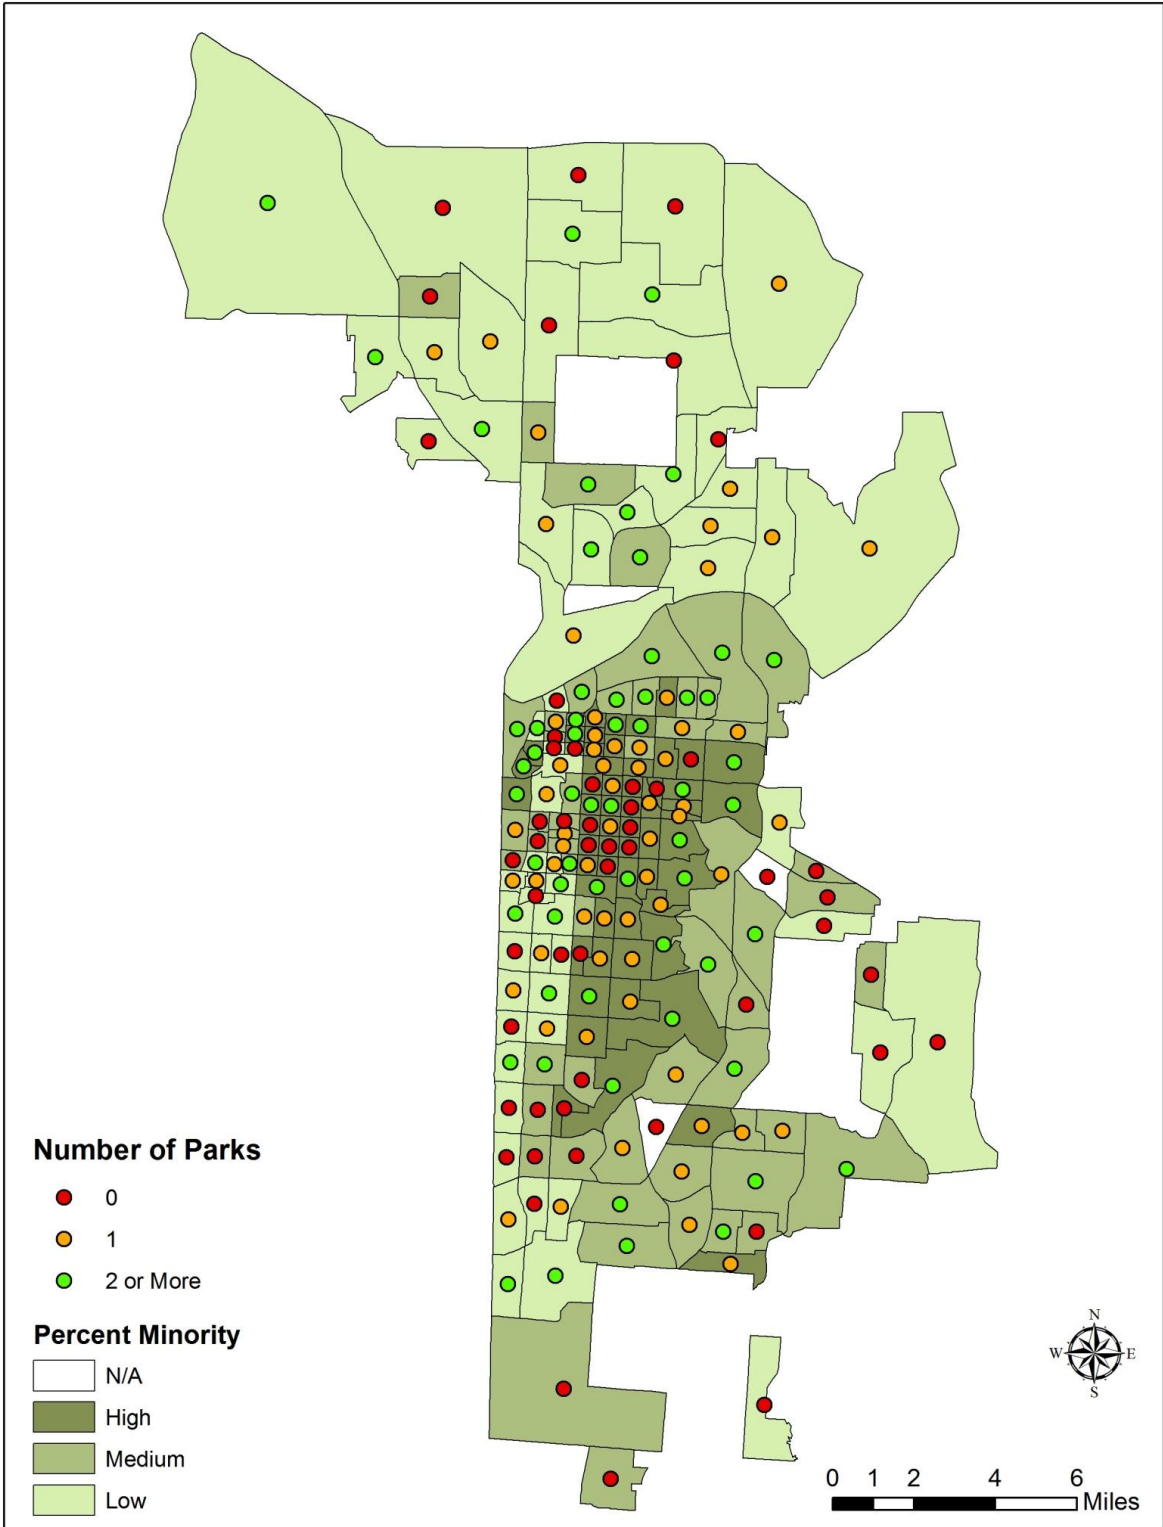 Number of Parks
0
1
2 or More
Percent Minority
N/A
High
Medium
Low
N
W E
S
0 1 2 4 6
Miles